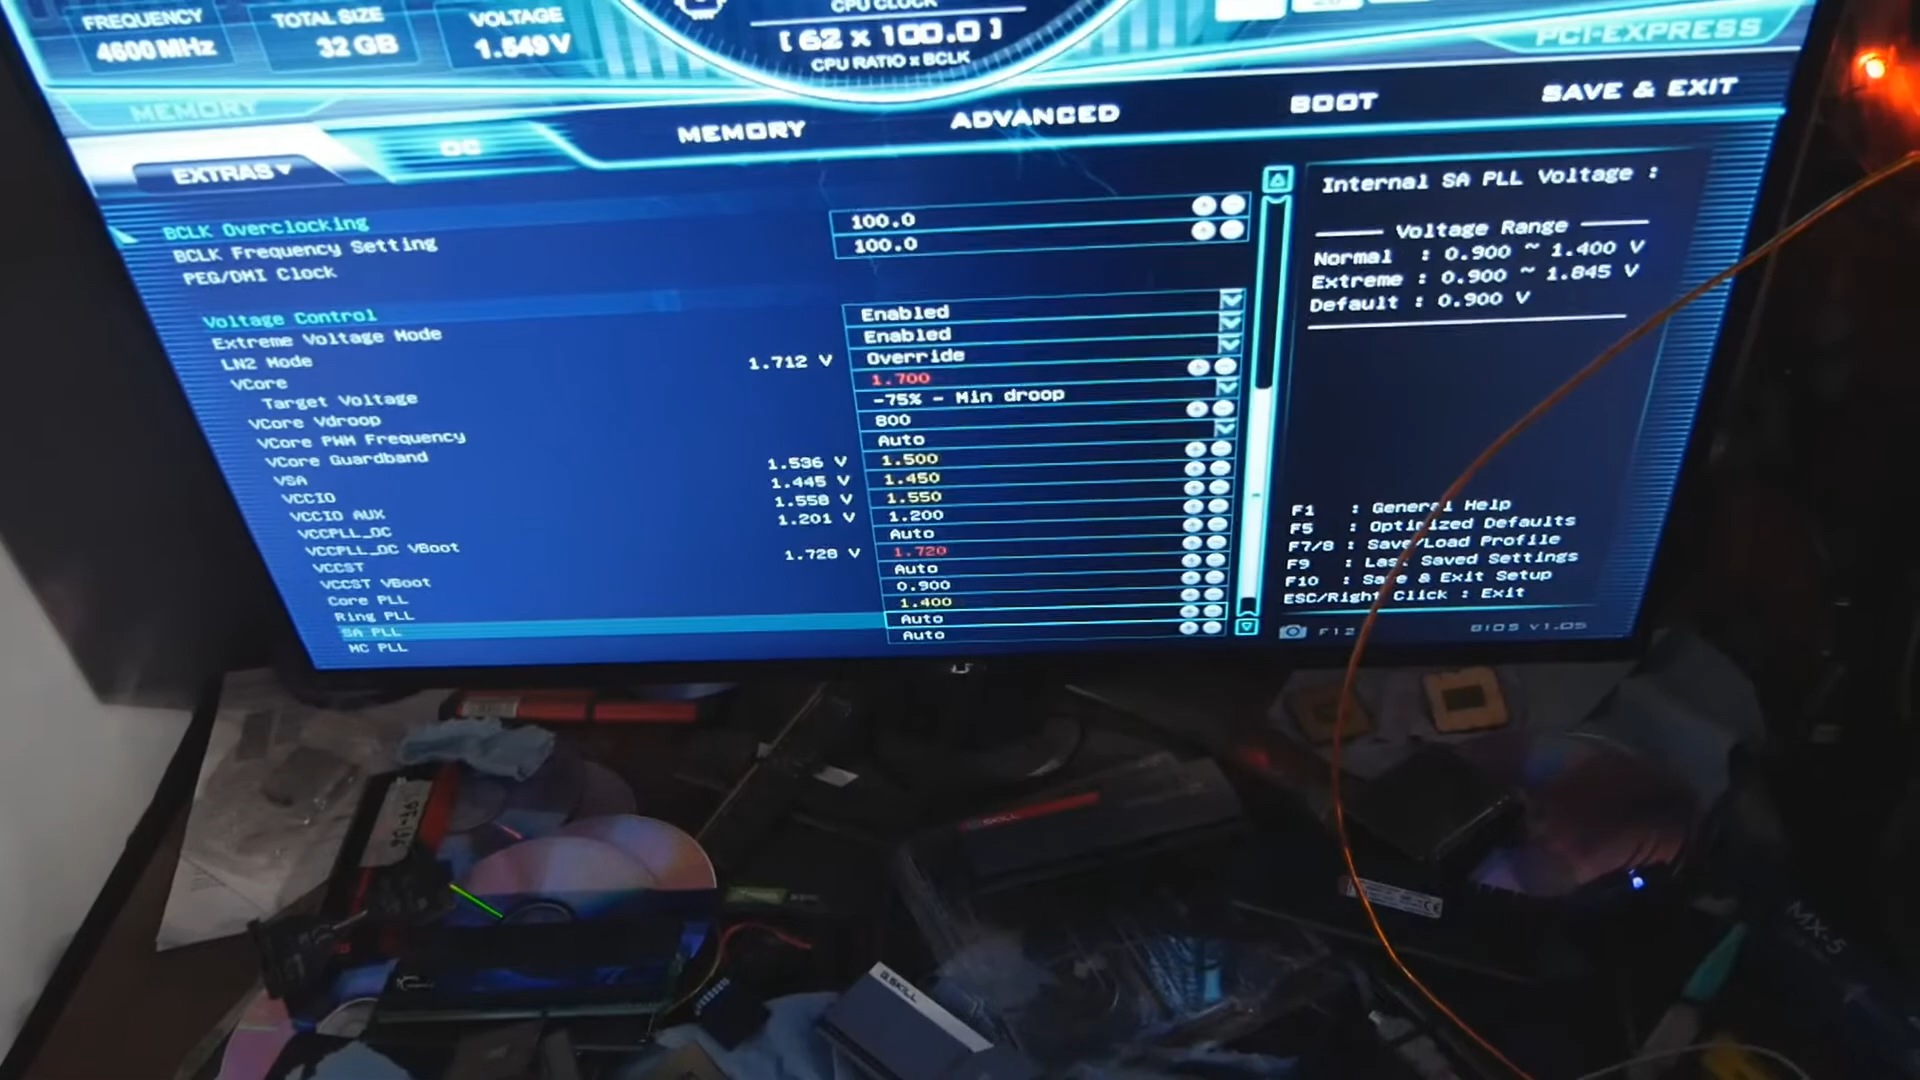 FREQUENCY
4600 MHz
TOTAL SIZE
32 GB
VOLTAGE
1.549 V
CPU CLOCK
[ 62 x 100.0 ]
CPU RATIO x BCLK
PCI-EXPRESS
MEMORY
EXTRAS
OC
MEMORY
ADVANCED
BOOT
SAVE & EXIT
BCLK Overclocking
BCLK Frequency Setting 100.0
PEG/DMI Clock 100.0
Voltage Control
Extreme Voltage Mode Enabled
LN2 Mode Enabled
VCore 1.712 V Override
Target Voltage 1.700
VCore Vdroop -75% - Min droop
VCore PWM Frequency 800
VCore Guardband Auto
VSA 1.536 V 1.500
VCCIO 1.445 V 1.450
VCCIO AUX 1.558 V 1.550
VCCPLL_OC 1.201 V 1.200
VCCPLL_OC VBoot Auto
VCCST 1.728 V 1.720
VCCST VBoot Auto
Core PLL 0.900
Ring PLL 1.400
SA PLL Auto
MC PLL Auto
Internal SA PLL Voltage :
Voltage Range
Normal : 0.900 ~ 1.400 V
Extreme : 0.900 ~ 1.845 V
Default : 0.900 V
F1 : General Help
F5 : Optimized Defaults
F7/8 : Save/Load Profile
F9 : Last Saved Settings
F10 : Save & Exit Setup
ESC/Right Click : Exit
F12
BIOS v1.05
G.SKILL
MX-5